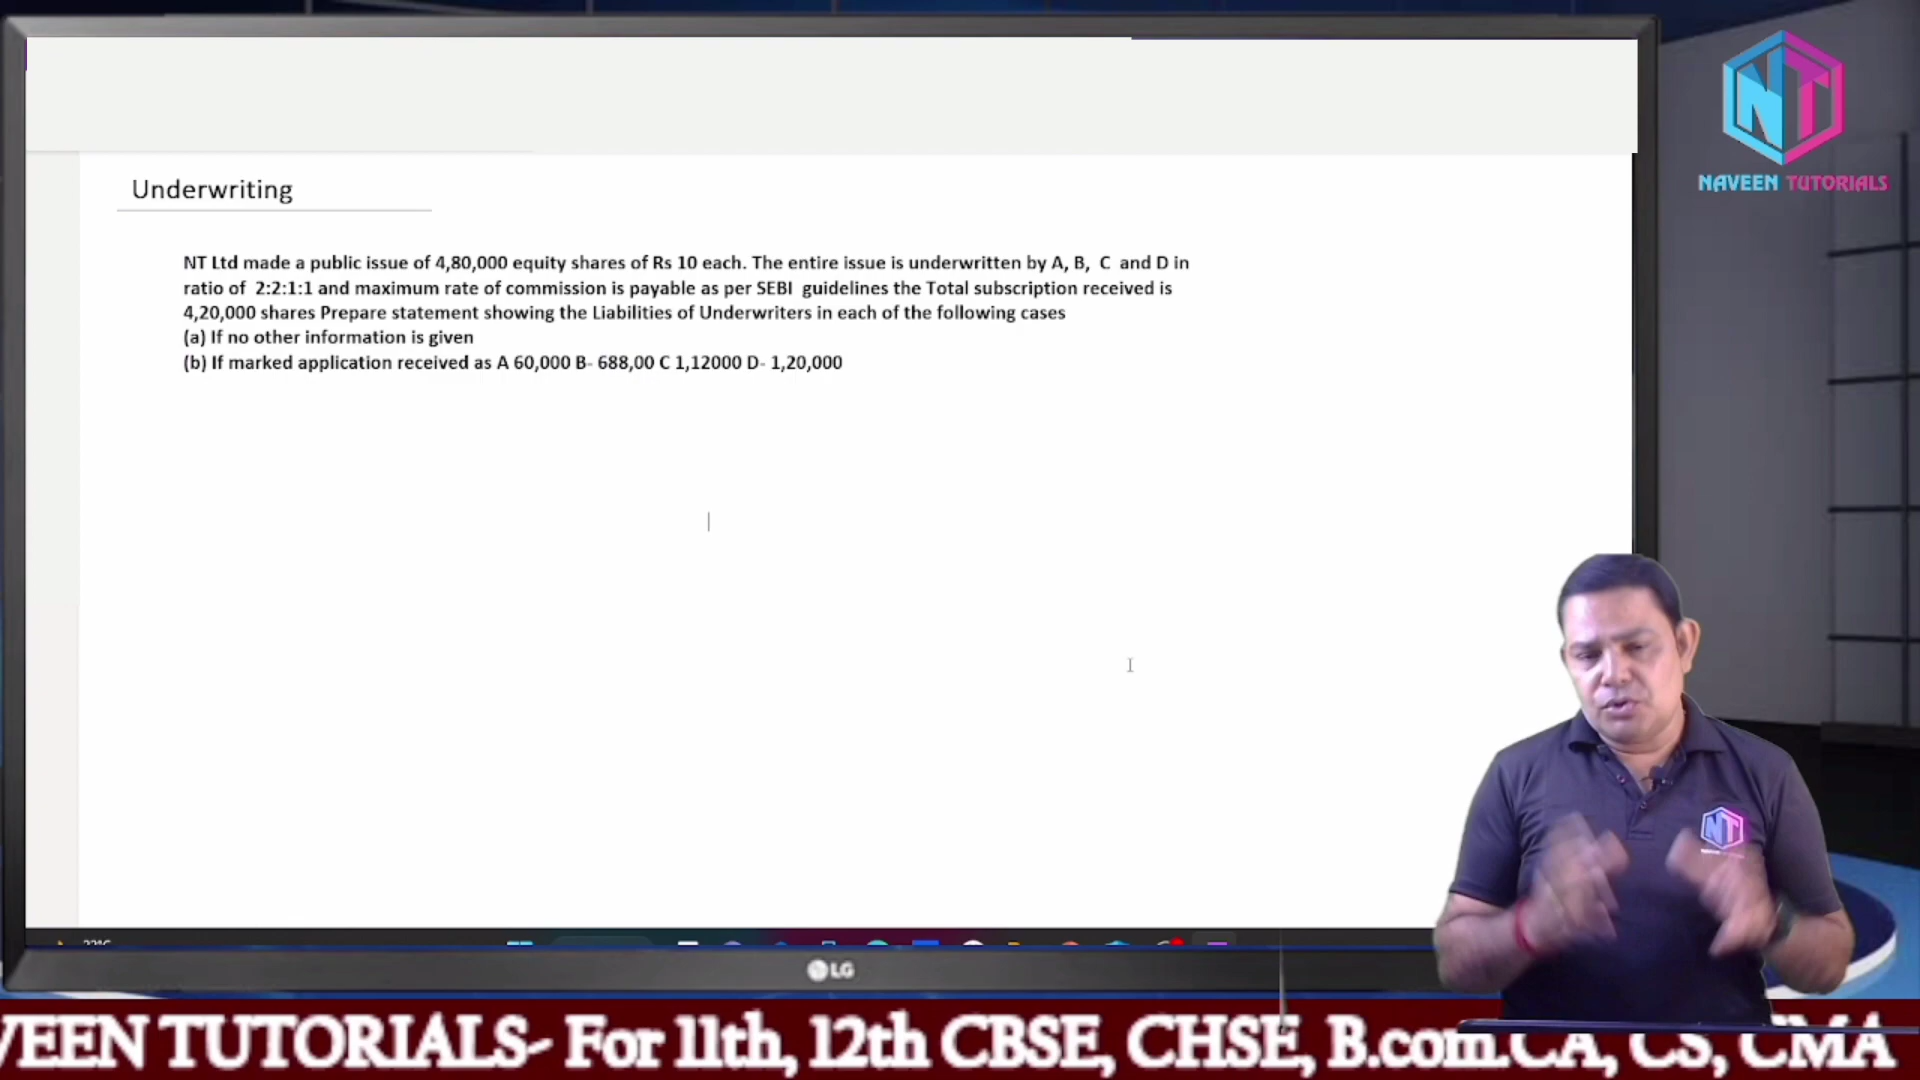 NT
NAVEEN TUTORIALS
Underwriting
NT Ltd made a public issue of 4,80,000 equity shares of Rs 10 each. The entire issue is underwritten by A, B, C and D in
ratio of 2:2:1:1 and maximum rate of commission is payable as per SEBI guidelines the Total subscription received is
4,20,000 shares Prepare statement showing the Liabilities of Underwriters in each of the following cases
(a) If no other information is given
(b) If marked application received as A 60,000 B- 688,00 C 1,12000 D- 1,20,000
NT
LG
VEEN TUTORIALS- For 11th, 12th CBSE, CHSE, B.com.CA, CS, CMA